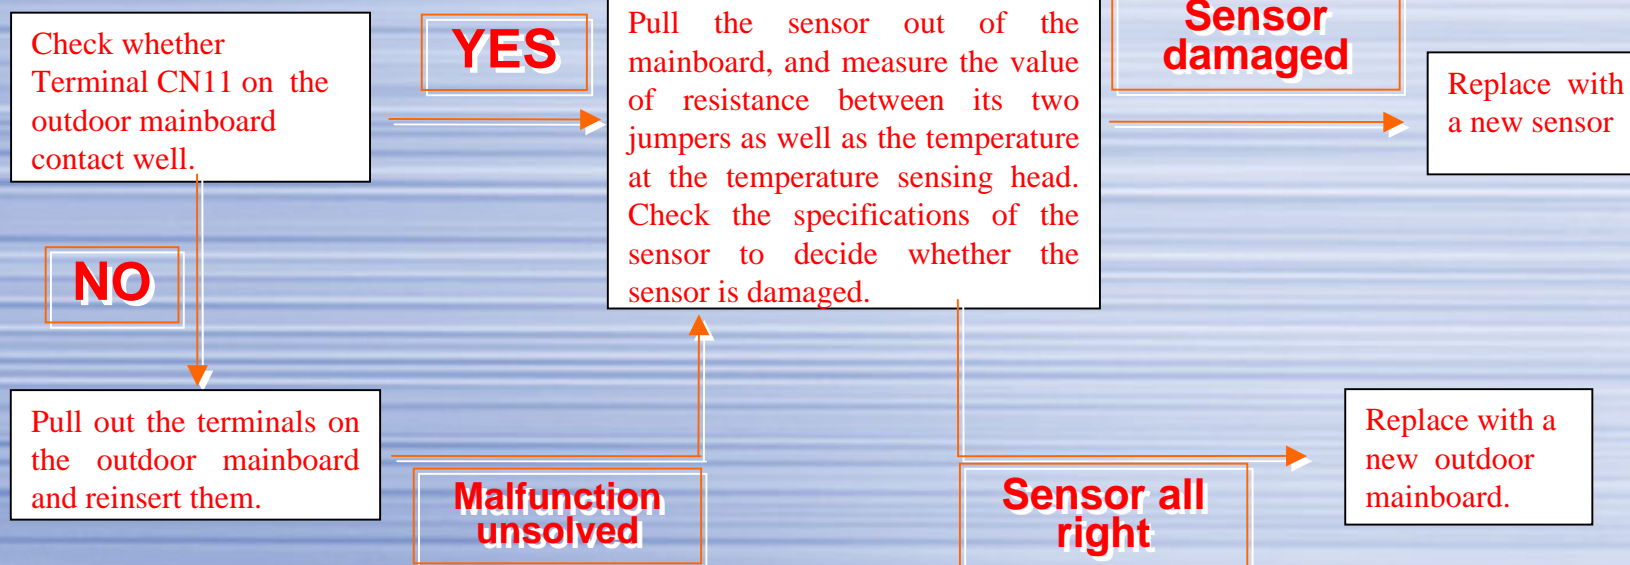 Check whether
Terminal CN11 on the
outdoor mainboard
contact well.
YES
Pull the sensor out of the
mainboard, and measure the value
of resistance between its two
jumpers as well as the temperature
at the temperature sensing head.
Check the specifications of the
sensor to decide whether the
sensor is damaged.
Sensor
damaged
Replace with
a new sensor
NO
Pull out the terminals on
the outdoor mainboard
and reinsert them.
Malfunction
unsolved
Sensor all
right
Replace with a
new outdoor
mainboard.